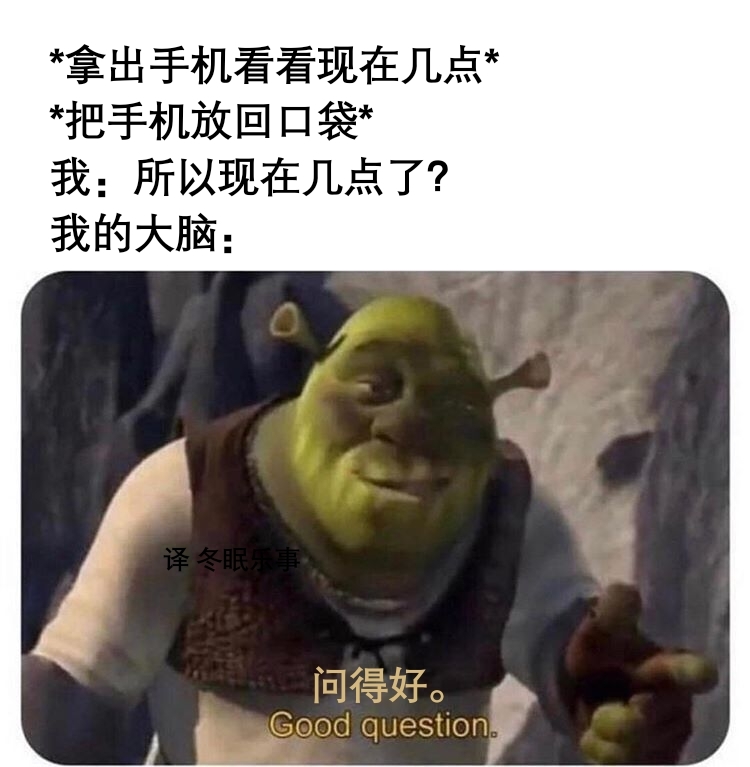 *拿出手机看看现在几点*
*把手机放回口袋*
我：所以现在几点了？
我的大脑：
译 冬眠乐事
问得好。
Good question.